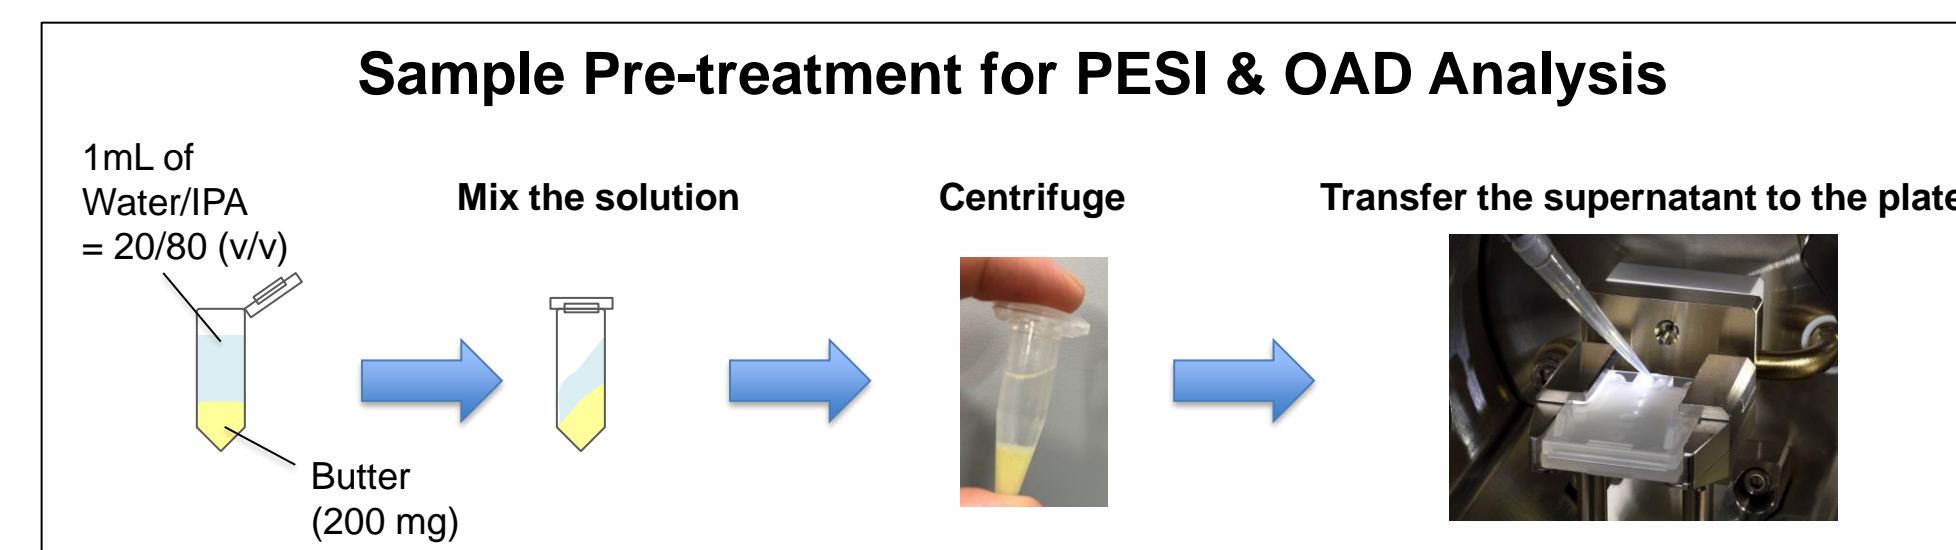 Sample Pre-treatment for PESI & OAD Analysis
1mL of
Water/IPA
= 20/80 (v/v)
Mix the solution
Centrifuge
Transfer the supernatant to the plate
Butter
(200 mg)